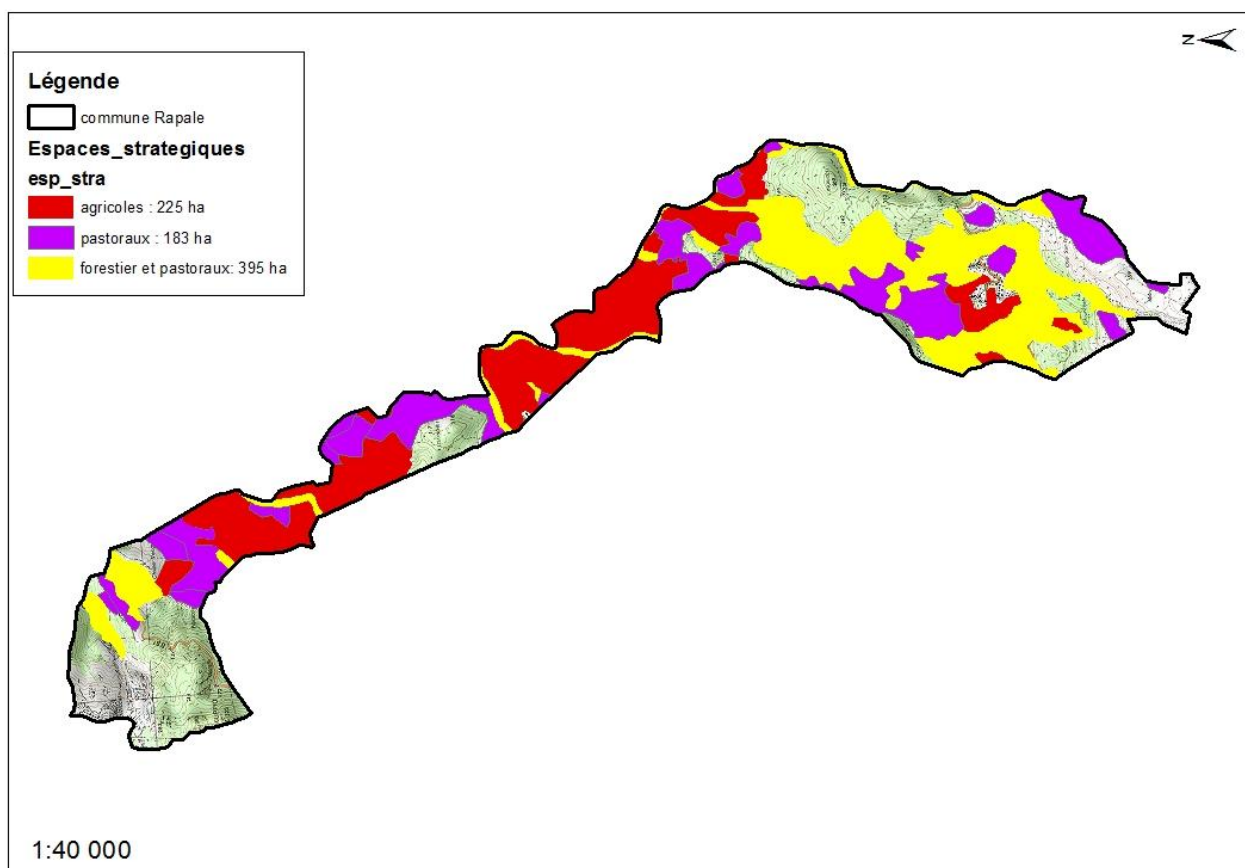 Légende
commune Rapale
Espaces_strategiques
esp_stra
agricoles : 225 ha
pastoraux : 183 ha
forestier et pastoraux: 395 ha
N
1:40 000